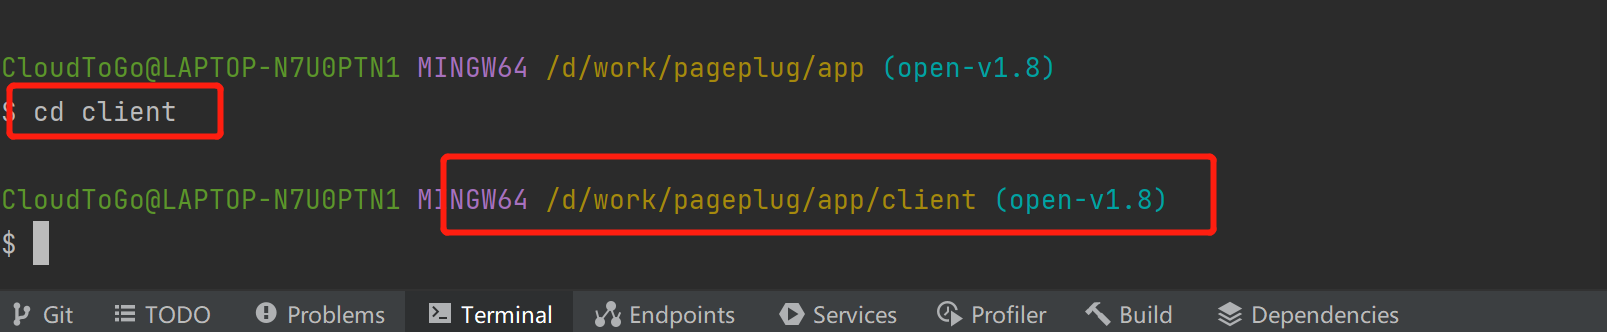 CloudToGo@LAPTOP-N7U0PTN1 MINGW64 /d/work/pageplug/app (open-v1.8)
$ cd client
CloudToGo@LAPTOP-N7U0PTN1 MINGW64 /d/work/pageplug/app/client (open-v1.8)
$
Git TODO Problems Terminal Endpoints Services Profiler Build Dependencies